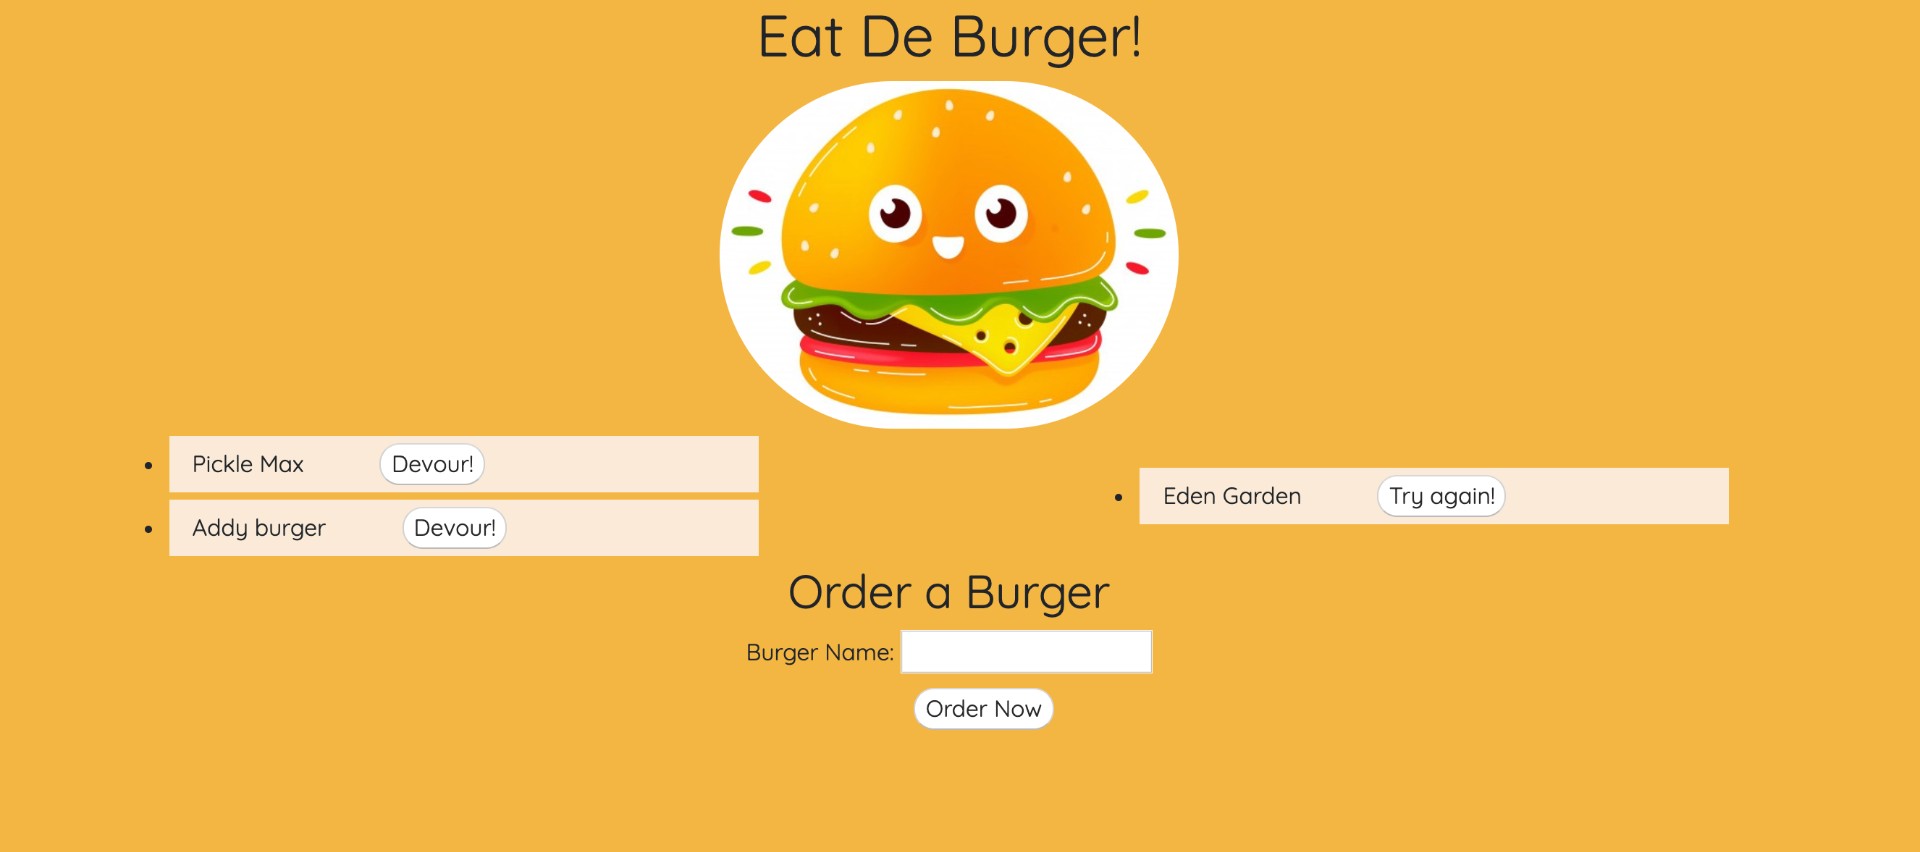 Eat De Burger!
Pickle Max Devour!
Addy burger Devour!
Eden Garden Try again!
Order a Burger
Burger Name:
Order Now